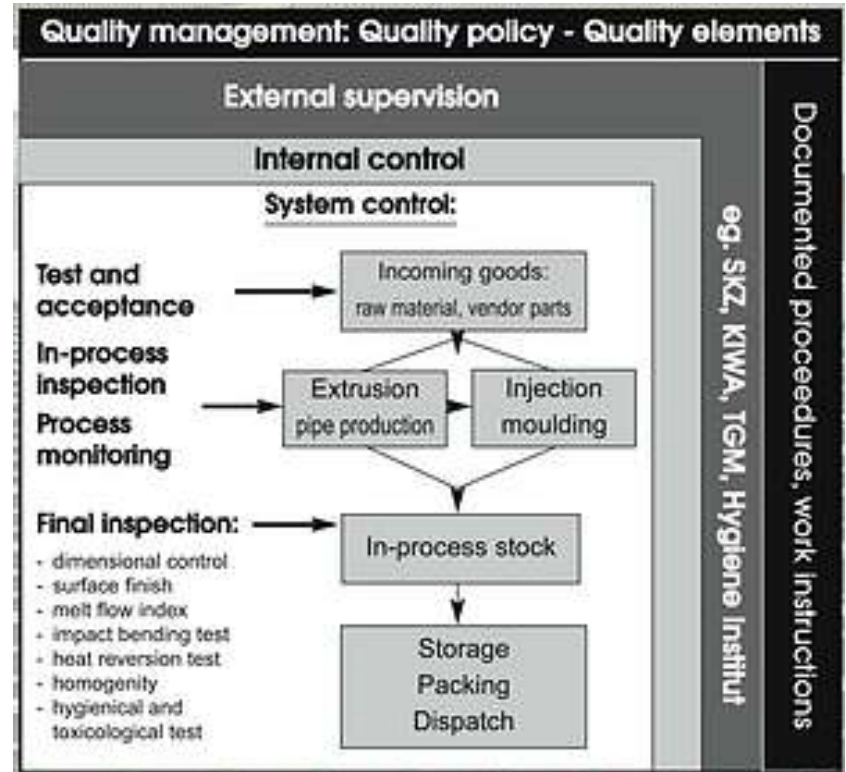 Quality management: Quality policy - Quality elements
External supervision
Internal control
System control:
Test and
acceptance
Incoming goods:
raw material, vendor parts
In-process
inspection
Process
monitoring
Extrusion
pipe production
Injection
moulding
Final inspection:
- dimensional control
- surface finish
- melt flow index
- impact bending test
- heat reversion test
- homogenity
- hygienical and
toxicological test
In-process stock
Storage
Packing
Dispatch
eg. SKZ, KIWA, TGM, Hygiene Institut
Documented proceedures, work instructions